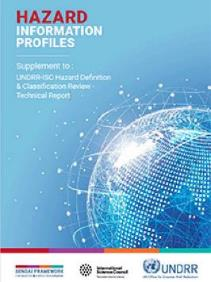 HAZARD
INFORMATION
PROFILES
Supplement to :
UNDRR-ISC Hazard Definition
& Classification Review -
Technical Report
SENDAI FRAMEWORK
International
Science Council
UNDRR
UN Office for Disaster Risk Reduction